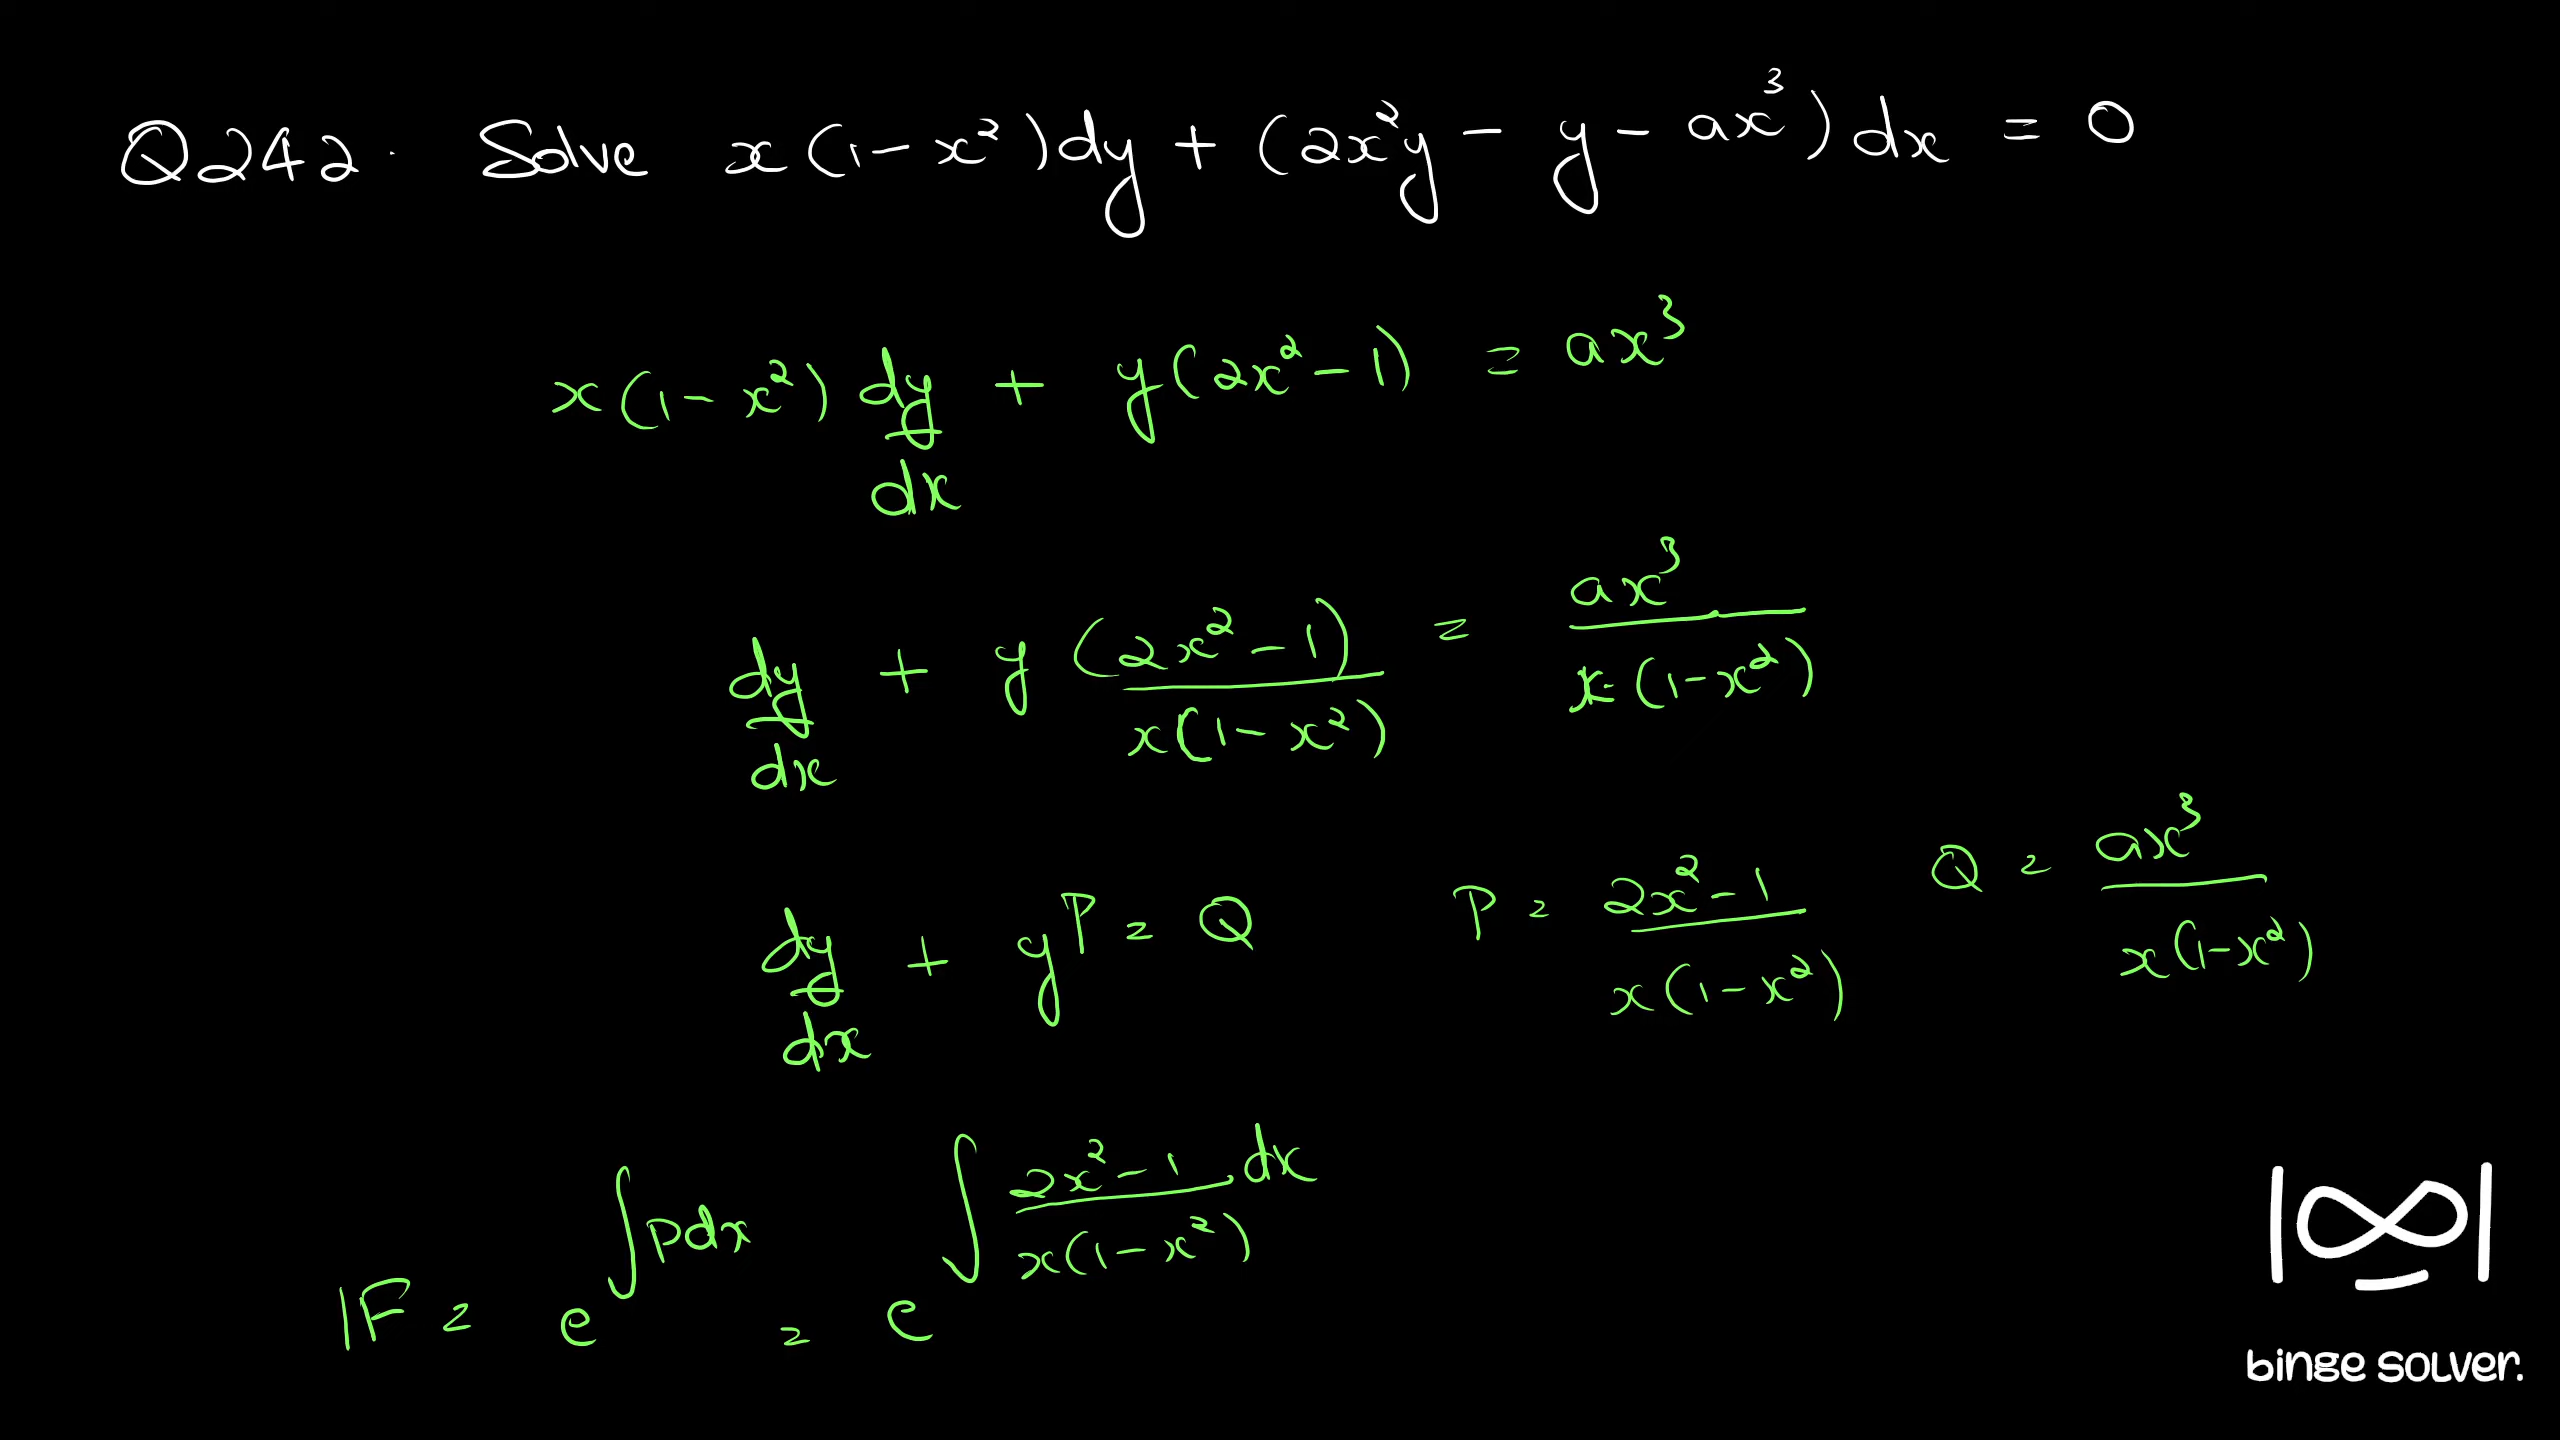 Q242. Solve x(1-x²)dy + (2x²y - y - ax³)dx = 0
x(1-x²) dy/dx + y(2x²-1) = ax³
dy/dx + y (2x²-1)/x(1-x²) = ax³/x(1-x²)
dy/dx + yP = Q P = 2x²-1/x(1-x²) Q = ax³/x(1-x²)
IF = e^∫Pdx = e^∫ 2x²-1/x(1-x²) dx
binge solver.